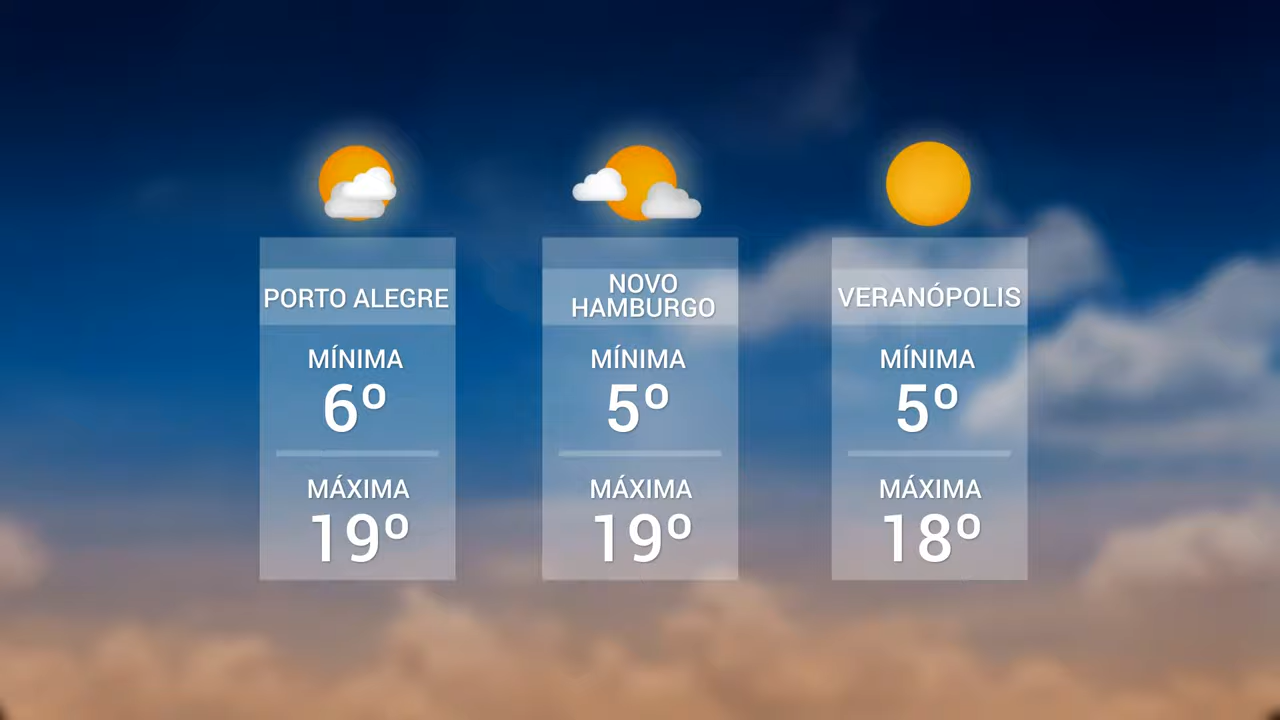 PORTO ALEGRE
MÍNIMA
6º
MÁXIMA
19º
NOVO
HAMBURGO
MÍNIMA
5º
MÁXIMA
19º
VERANÓPOLIS
MÍNIMA
5º
MÁXIMA
18º